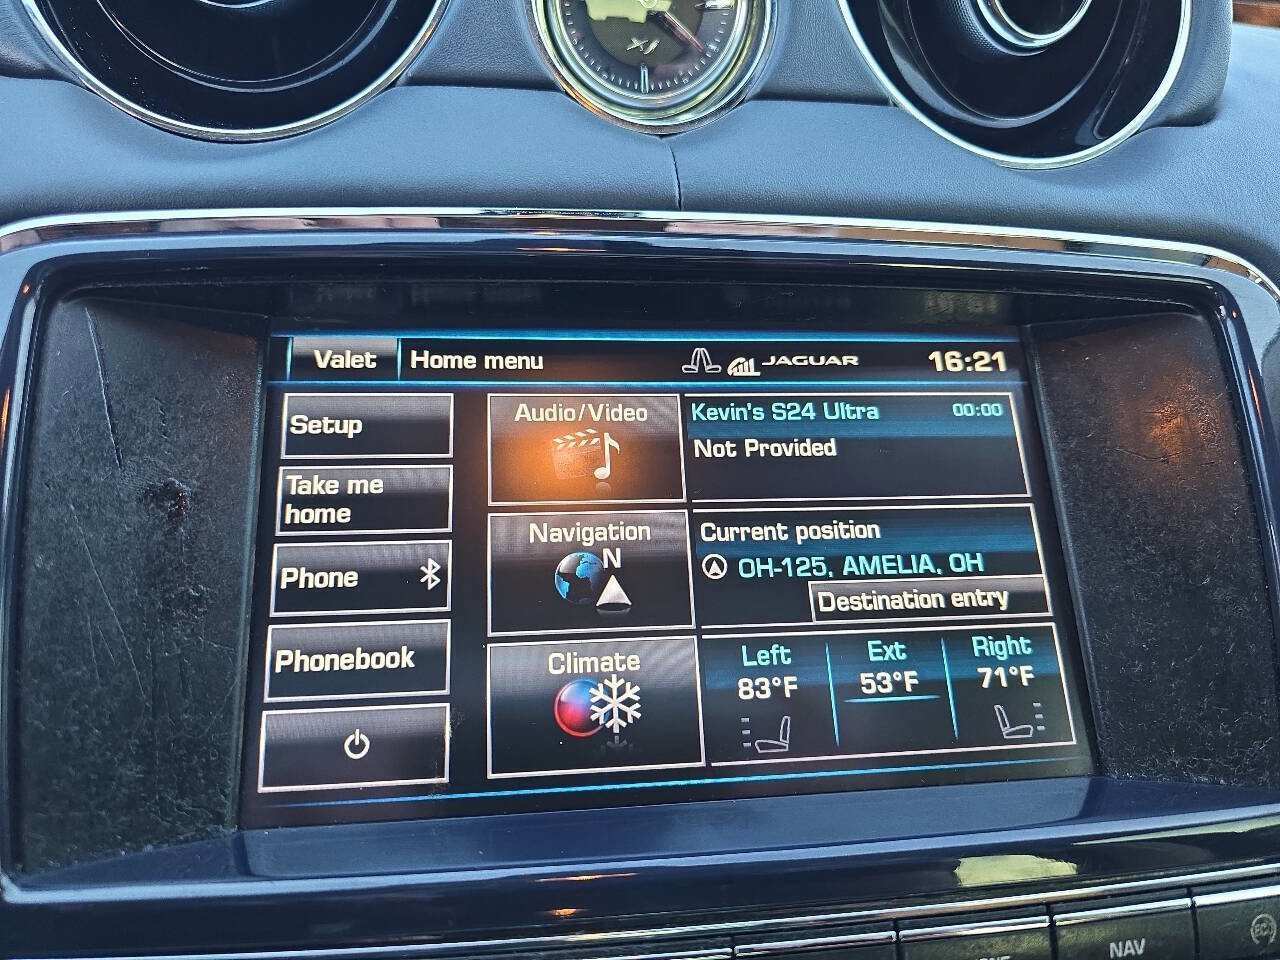 XJ
Valet
Home menu
JAGUAR
16:21
Setup
Take me
home
Phone
Phonebook
Audio/Video
Kevin's S24 Ultra
00:00
Not Provided
Navigation
N
Current position
OH-125, AMELIA, OH
Destination entry
Climate
Left
83°F
Ext
53°F
Right
71°F
NAV
ECO